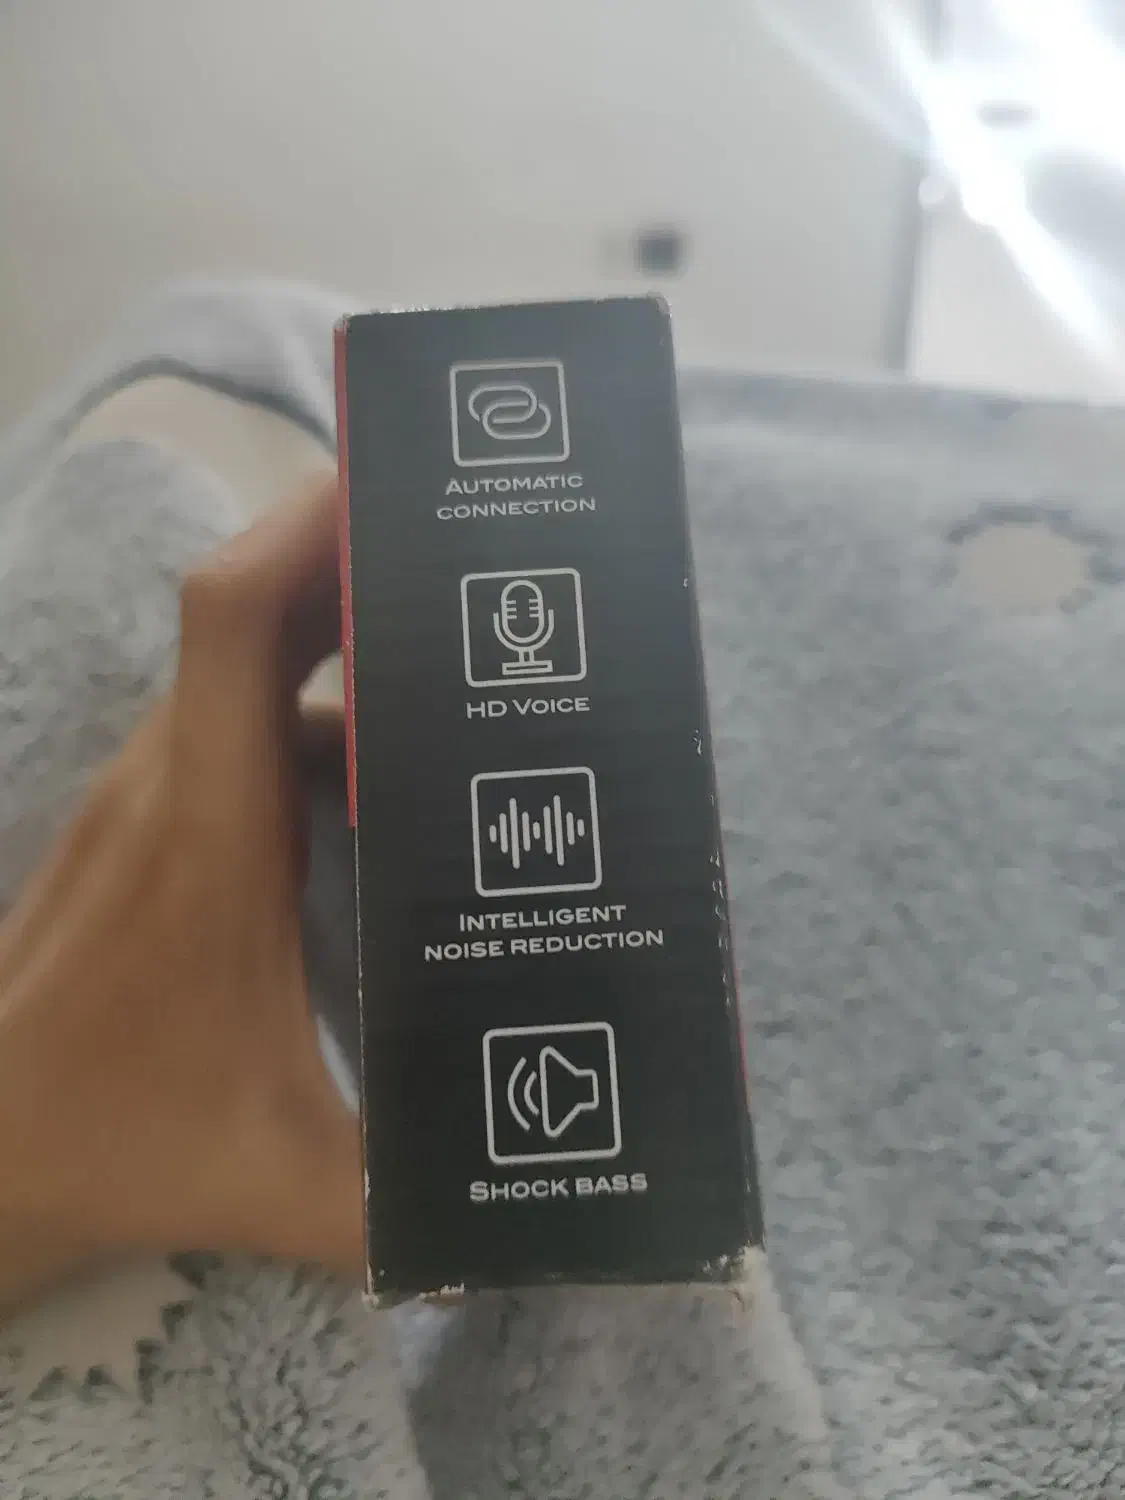 AUTOMATIC
CONNECTION
HD VOICE
INTELLIGENT
NOISE REDUCTION
SHOCK BASS